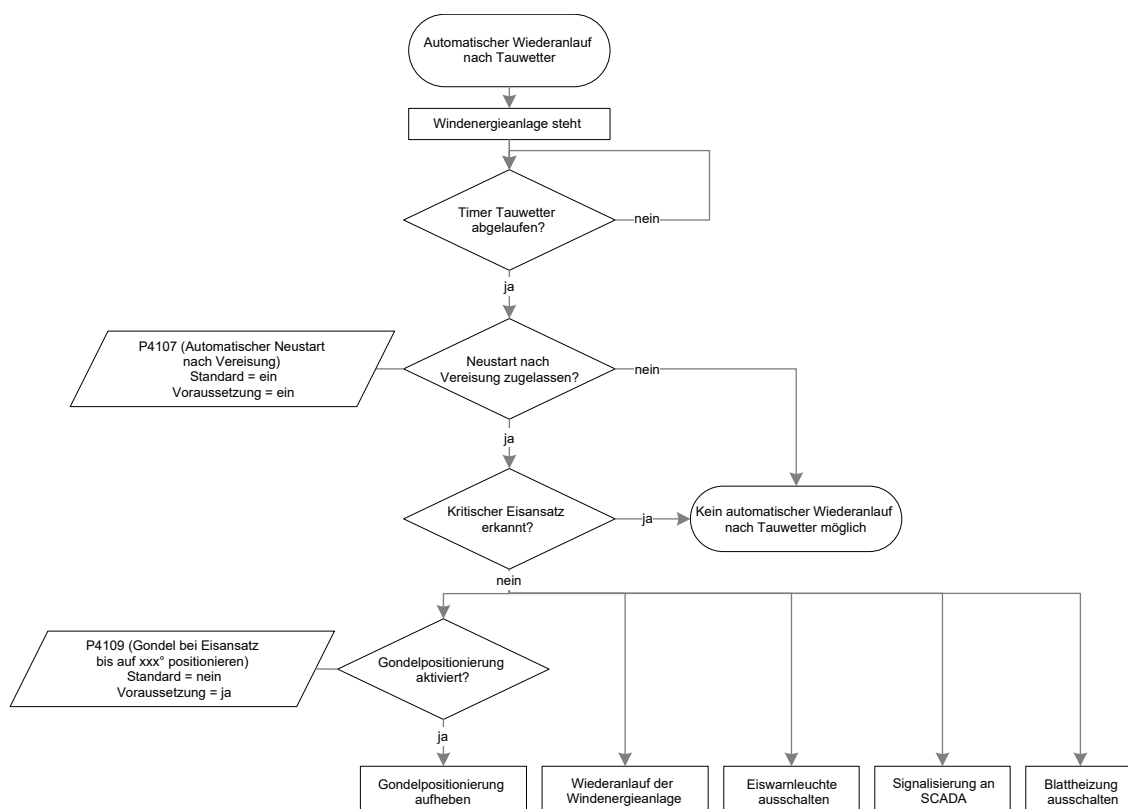 Automatischer Wiederanlauf
nach Tauwetter
Windenergieanlage steht
Timer Tauwetter
abgelaufen?
nein
ja
P4107 (Automatischer Neustart
nach Vereisung)
Standard = ein
Voraussetzung = ein
Neustart nach
Vereisung zugelassen?
nein
ja
Kritischer Eisansatz
erkannt?
ja
Kein automatischer Wiederanlauf
nach Tauwetter möglich
nein
P4109 (Gondel bei Eisansatz
bis auf xxx° positionieren)
Standard = nein
Voraussetzung = ja
Gondelpositionierung
aktiviert?
ja
Gondelpositionierung
aufheben
Wiederanlauf der
Windenergieanlage
Eiswarnleuchte
ausschalten
Signalisierung an
SCADA
Blattheizung
ausschalten